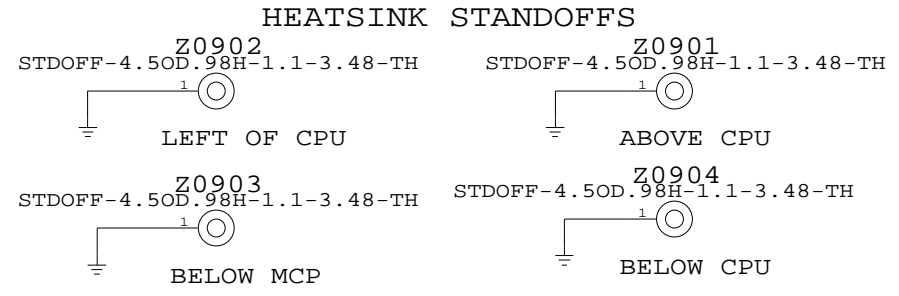 HEATSINK STANDOFFS
Z0902
STDOFF-4.5OD.98H-1.1-3.48-TH
1
LEFT OF CPU
Z0901
STDOFF-4.5OD.98H-1.1-3.48-TH
1
ABOVE CPU
Z0903
STDOFF-4.5OD.98H-1.1-3.48-TH
1
BELOW MCP
Z0904
STDOFF-4.5OD.98H-1.1-3.48-TH
1
BELOW CPU